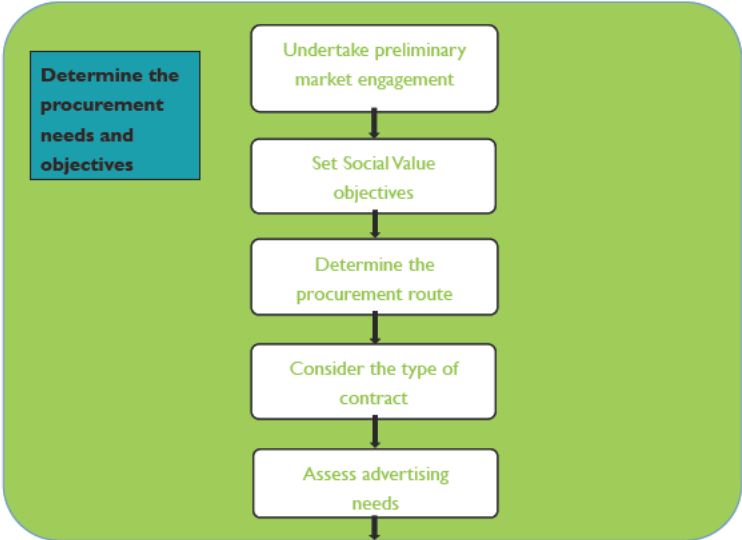 Determine the
procurement
needs and
objectives
Undertake preliminary
market engagement
Set Social Value
objectives
Determine the
procurement route
Consider the type of
contract
Assess advertising
needs